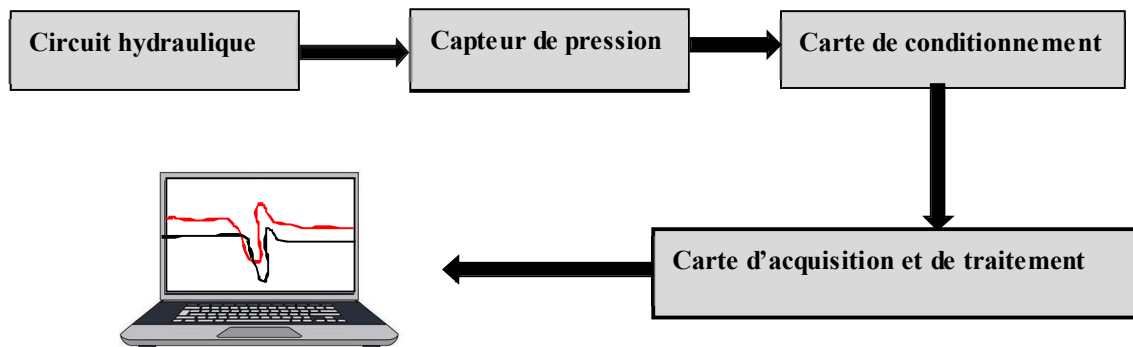 Circuit hydraulique
Capteur de pression
Carte de conditionnement
Carte d’acquisition et de traitement